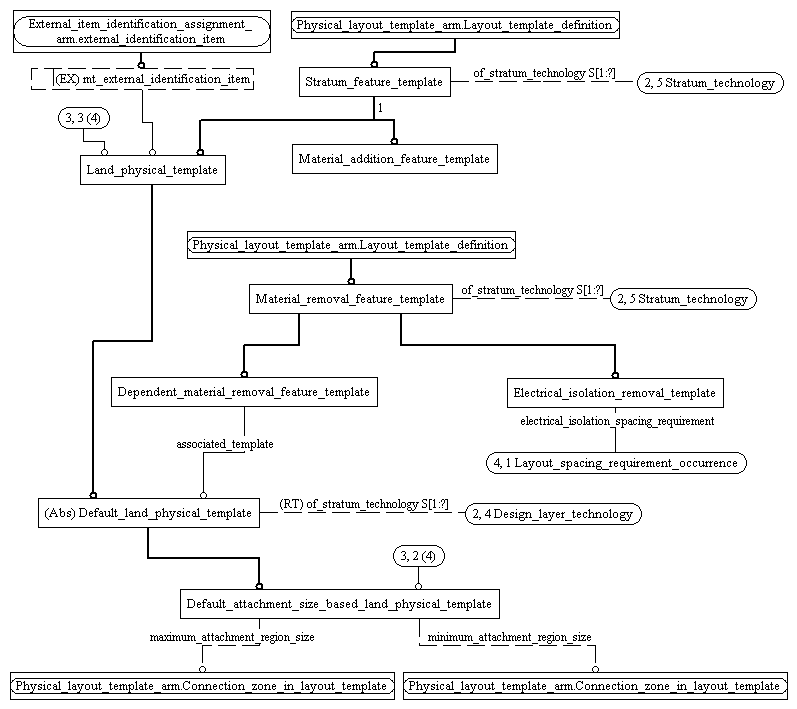 External_item_identification_assignment_
arm.external_identification_item
Physical_layout_template_arm.Layout_template_definition
(EX) mt_external_identification_item
Stratum_feature_template
of_stratum_technology S[1:?]
2, 5 Stratum_technology
3, 3 (4)
1
Land_physical_template
Material_addition_feature_template
Physical_layout_template_arm.Layout_template_definition
Material_removal_feature_template
of_stratum_technology S[1:?]
2, 5 Stratum_technology
Dependent_material_removal_feature_template
Electrical_isolation_removal_template
electrical_isolation_spacing_requirement
associated_template
4, 1 Layout_spacing_requirement_occurrence
(Abs) Default_land_physical_template
(RT) of_stratum_technology S[1:?]
2, 4 Design_layer_technology
3, 2 (4)
Default_attachment_size_based_land_physical_template
maximum_attachment_region_size
minimum_attachment_region_size
Physical_layout_template_arm.Connection_zone_in_layout_template
Physical_layout_template_arm.Connection_zone_in_layout_template